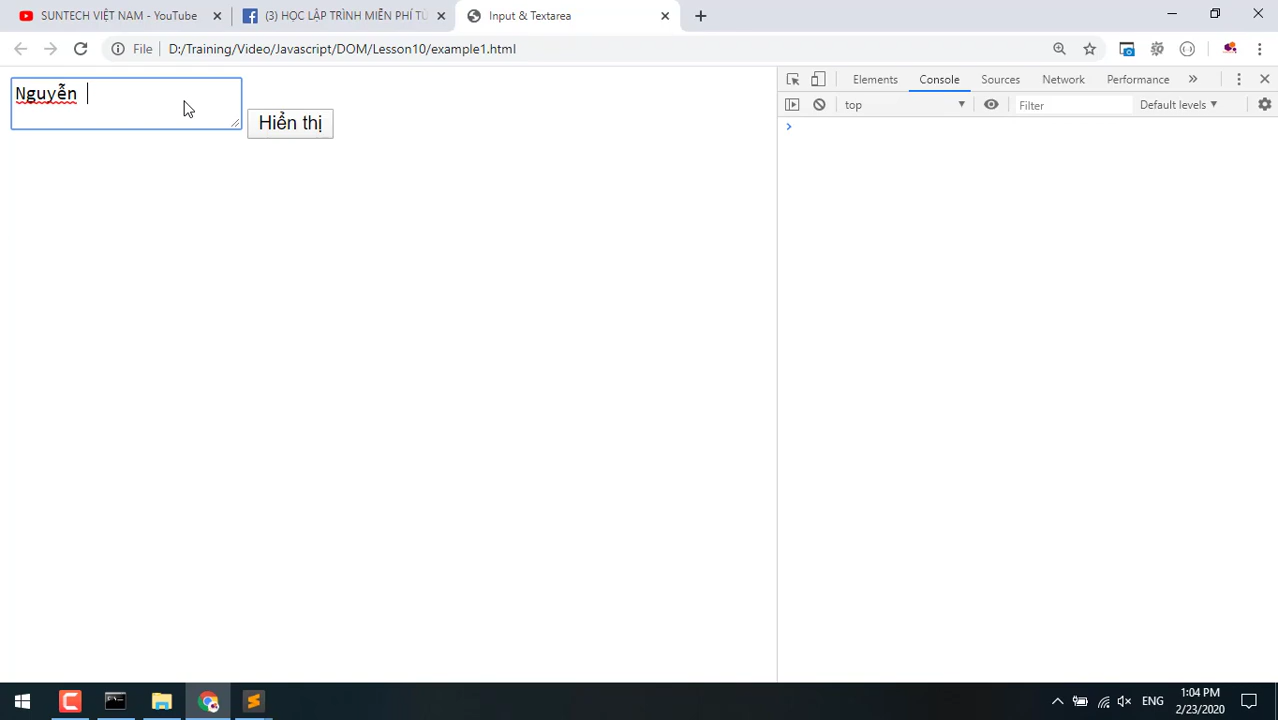 SUNTECH VIỆT NAM - YouTube
(3) HỌC LẬP TRÌNH MIỄN PHÍ TỪ
Input & Textarea
File
D:/Training/Video/Javascript/DOM/Lesson10/example1.html
Nguyễn
Hiển thị
Elements
Console
Sources
Network
Performance
»
top
Filter
Default levels
ENG
1:04 PM
2/23/2020